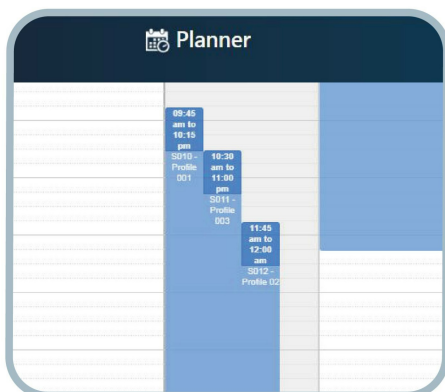 Planner
09:45
am to
10:15
pm
S010 -
Profile
001
10:30
am to
11:00
pm
S011 -
Profile
003
11:45
am to
12:00
am
S012 -
Profile 02